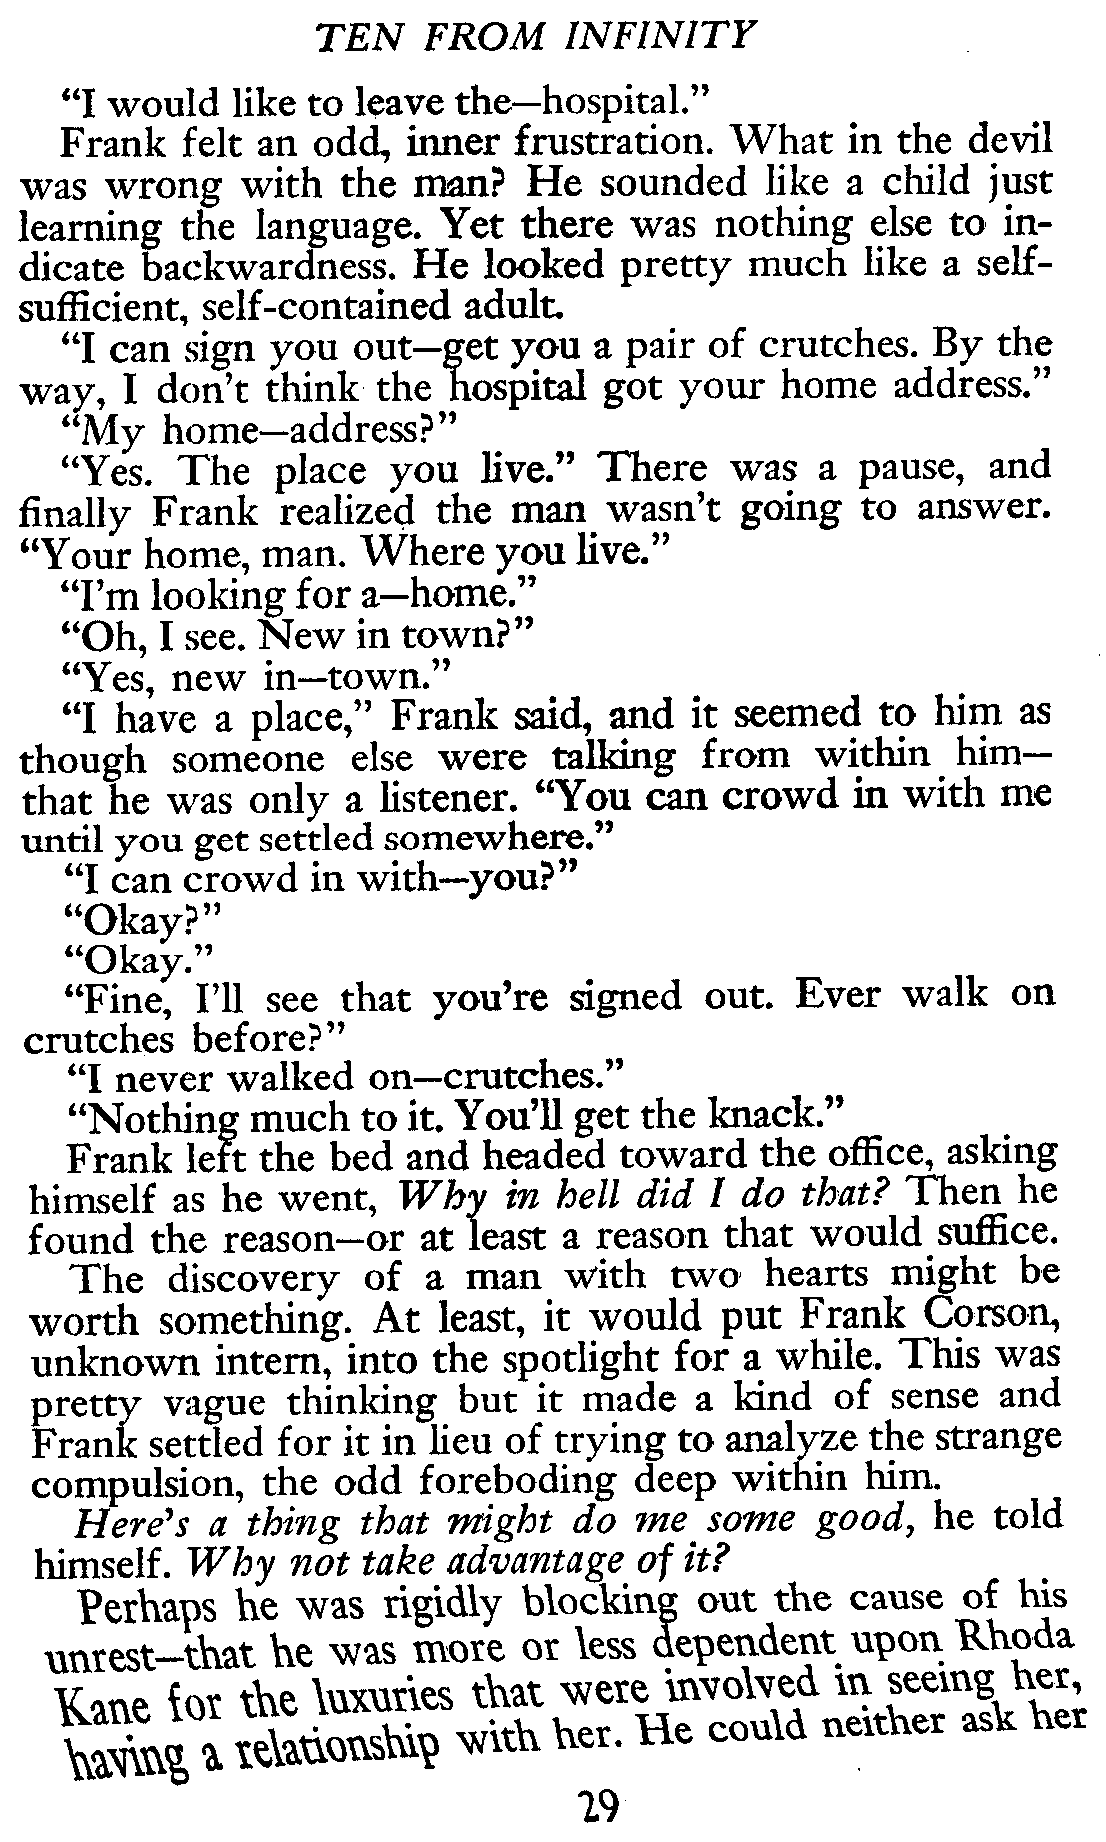 TEN FROM INFINITY
“I would like to leave the—hospital.”
Frank felt an odd, inner frustration. What in the devil
was wrong with the man? He sounded like a child just
learning the language. Yet there was nothing else to in-
dicate backwardness. He looked pretty much like a self-
sufficient, self-contained adult.
“I can sign you out—get you a pair of crutches. By the
way, I don't think the hospital got your home address.”
“My home—address?”
“Yes. The place you live.” There was a pause, and
finally Frank realized the man wasn't going to answer.
“Your home, man. Where you live.”
“I'm looking for a—home.”
“Oh, I see. New in town?”
“Yes, new in—town.”
“I have a place,” Frank said, and it seemed to him as
though someone else were talking from within him—
that he was only a listener. “You can crowd in with me
until you get settled somewhere.”
“I can crowd in with—you?”
“Okay?”
“Okay.”
“Fine, I'll see that you're signed out. Ever walk on
crutches before?”
“I never walked on—crutches.”
“Nothing much to it. You'll get the knack.”
Frank left the bed and headed toward the office, asking
himself as he went, Why in hell did I do that? Then he
found the reason—or at least a reason that would suffice.
The discovery of a man with two hearts might be
worth something. At least, it would put Frank Corson,
unknown intern, into the spotlight for a while. This was
pretty vague thinking but it made a kind of sense and
Frank settled for it in lieu of trying to analyze the strange
compulsion, the odd foreboding deep within him.
Here's a thing that might do me some good, he told
himself. Why not take advantage of it?
Perhaps he was rigidly blocking out the cause of his
unrest—that he was more or less dependent upon Rhoda
Kane for the luxuries that were involved in seeing her,
having a relationship with her. He could neither ask her
29